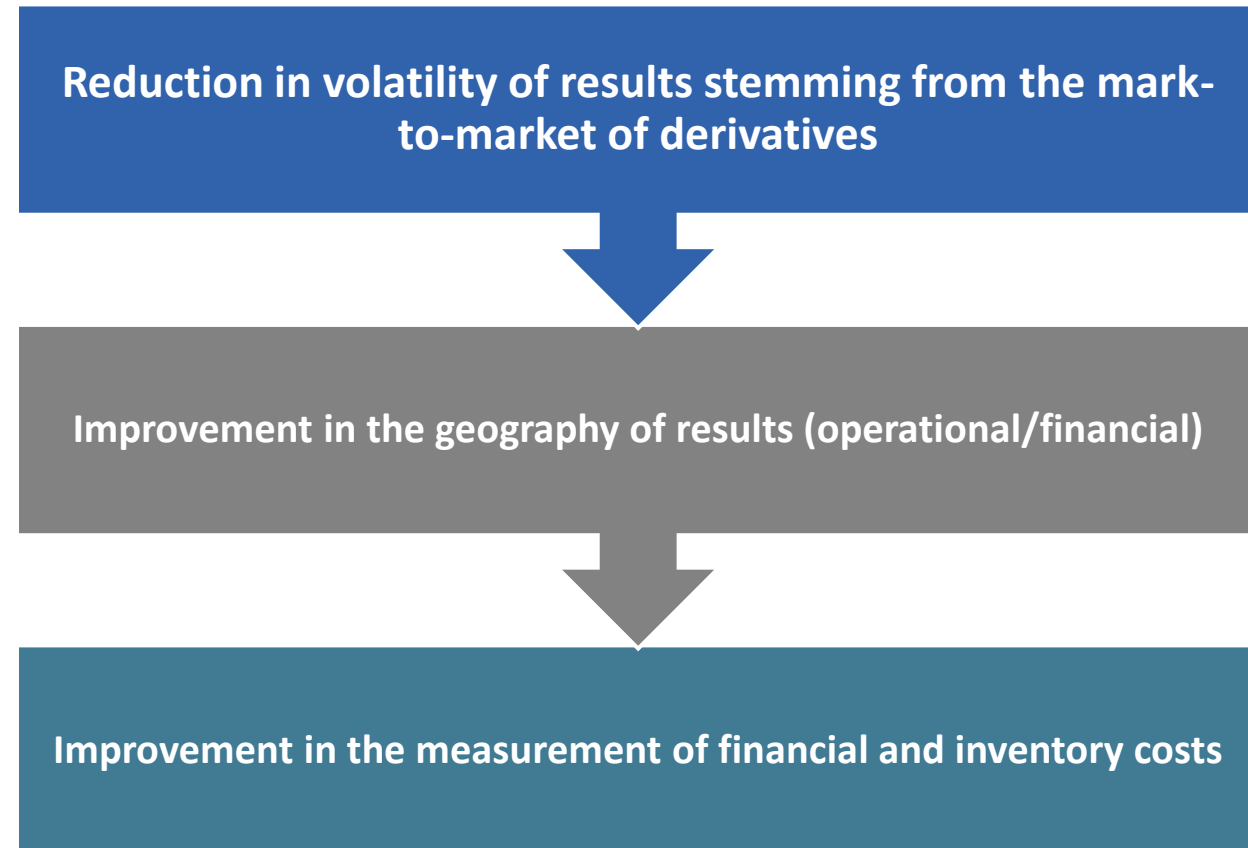 Reduction in volatility of results stemming from the mark-
to-market of derivatives
Improvement in the geography of results (operational/financial)
Improvement in the measurement of financial and inventory costs